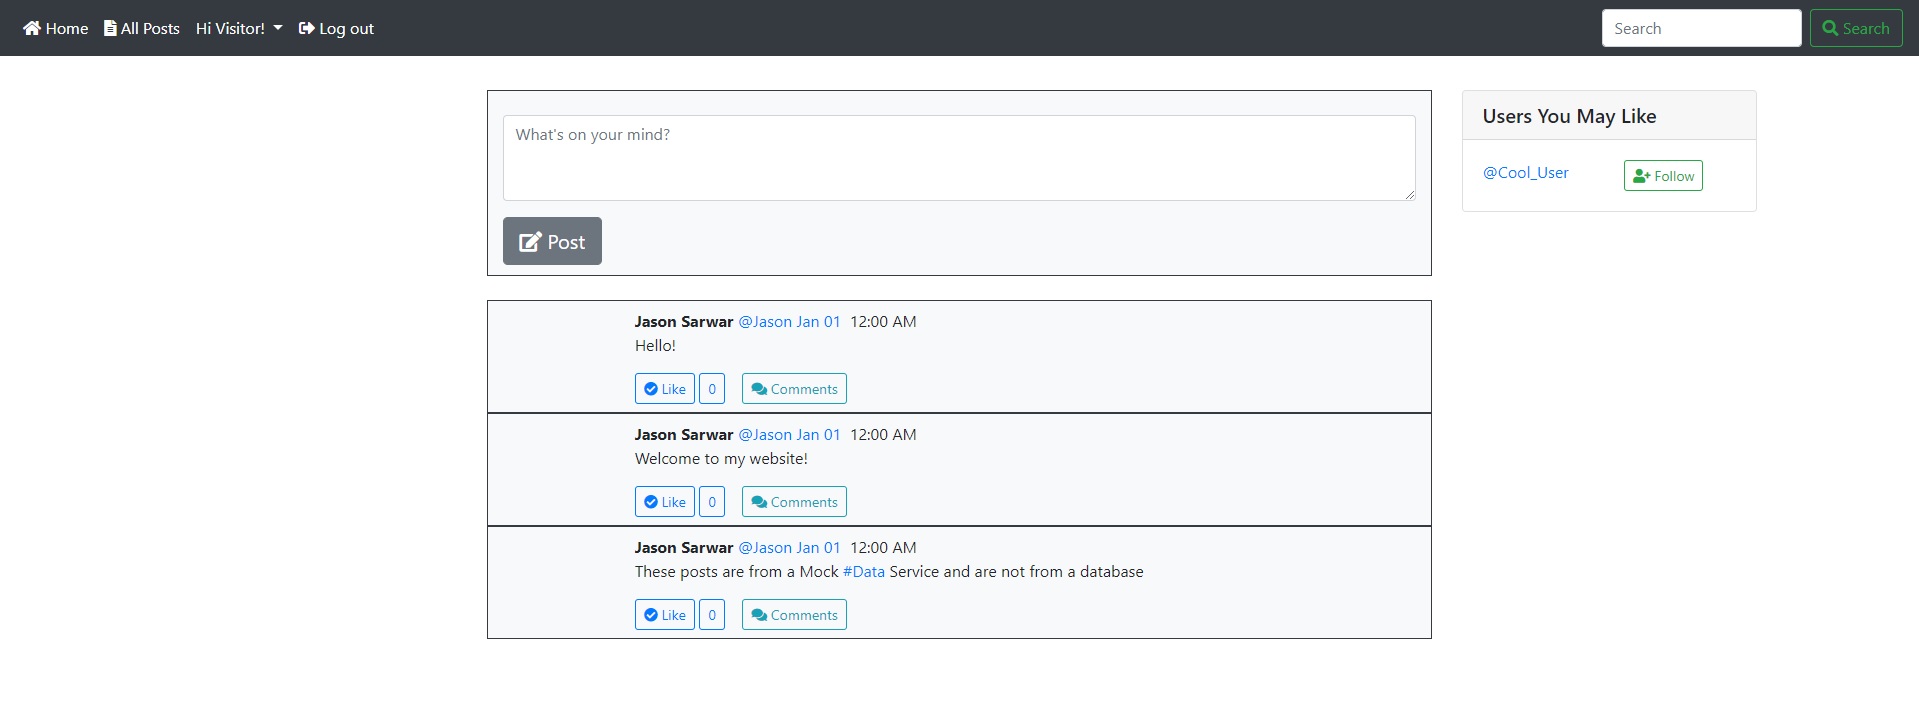 Home All Posts Hi Visitor! Log out Search Search
What's on your mind?
Post
Users You May Like
@Cool_User Follow
Jason Sarwar @Jason Jan 01 12:00 AM
Hello!
Like 0 Comments
Jason Sarwar @Jason Jan 01 12:00 AM
Welcome to my website!
Like 0 Comments
Jason Sarwar @Jason Jan 01 12:00 AM
These posts are from a Mock #Data Service and are not from a database
Like 0 Comments